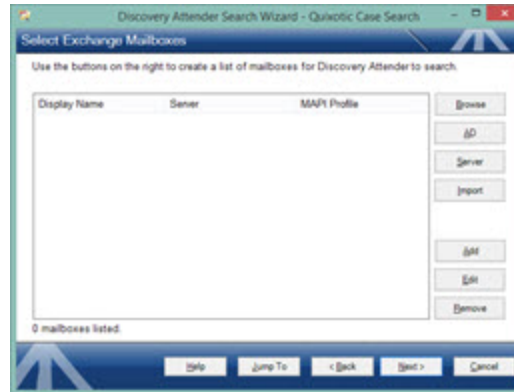 Discovery Attender Search Wizard - Quixotic Case Search
Select Exchange Mailboxes
Use the buttons on the right to create a list of mailboxes for Discovery Attender to search.
Display Name Server MAPI Profile
Browse
AD
Server
Import
Add
Edit
Remove
0 mailboxes listed.
Help Jump To < Back Next > Cancel